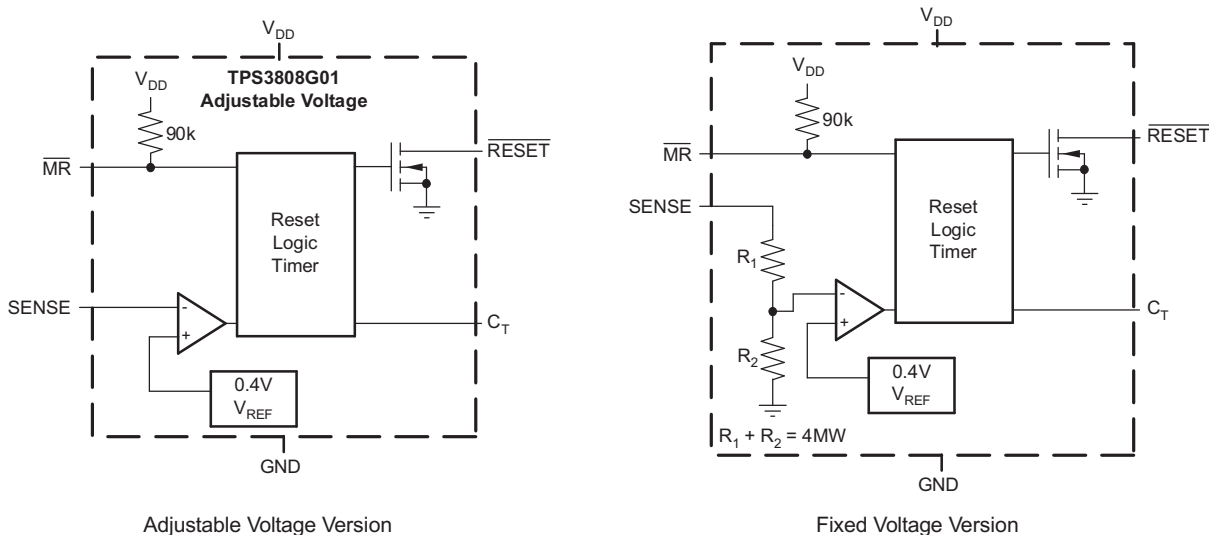 V_DD
V_DD
TPS3808G01
Adjustable Voltage
90k
RESET
MR
Reset
Logic
Timer
SENSE
-
+
C_T
0.4V
V_REF
GND
Adjustable Voltage Version
V_DD
V_DD
90k
RESET
MR
SENSE
Reset
Logic
Timer
R_1
-
+
C_T
R_2
0.4V
V_REF
R_1 + R_2 = 4MW
GND
Fixed Voltage Version